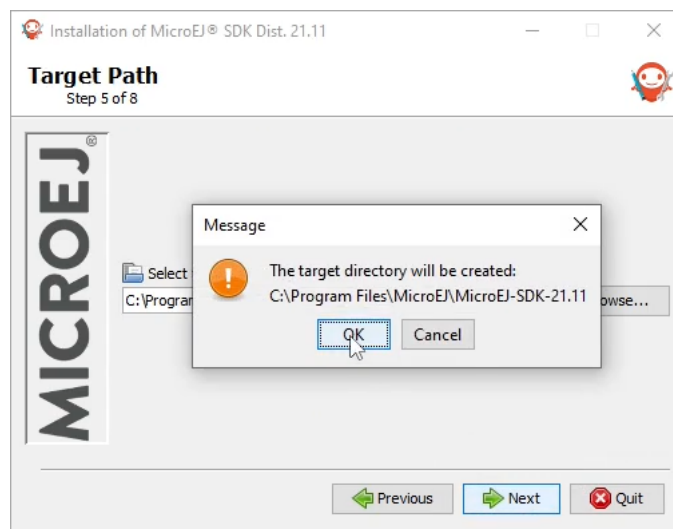 Installation of MicroEJ® SDK Dist. 21.11
Target Path
Step 5 of 8
MICROEJ®
Message
The target directory will be created:
C:\Program Files\MicroEJ\MicroEJ-SDK-21.11
OK
Cancel
Select
C:\Progra
owse...
Previous
Next
Quit